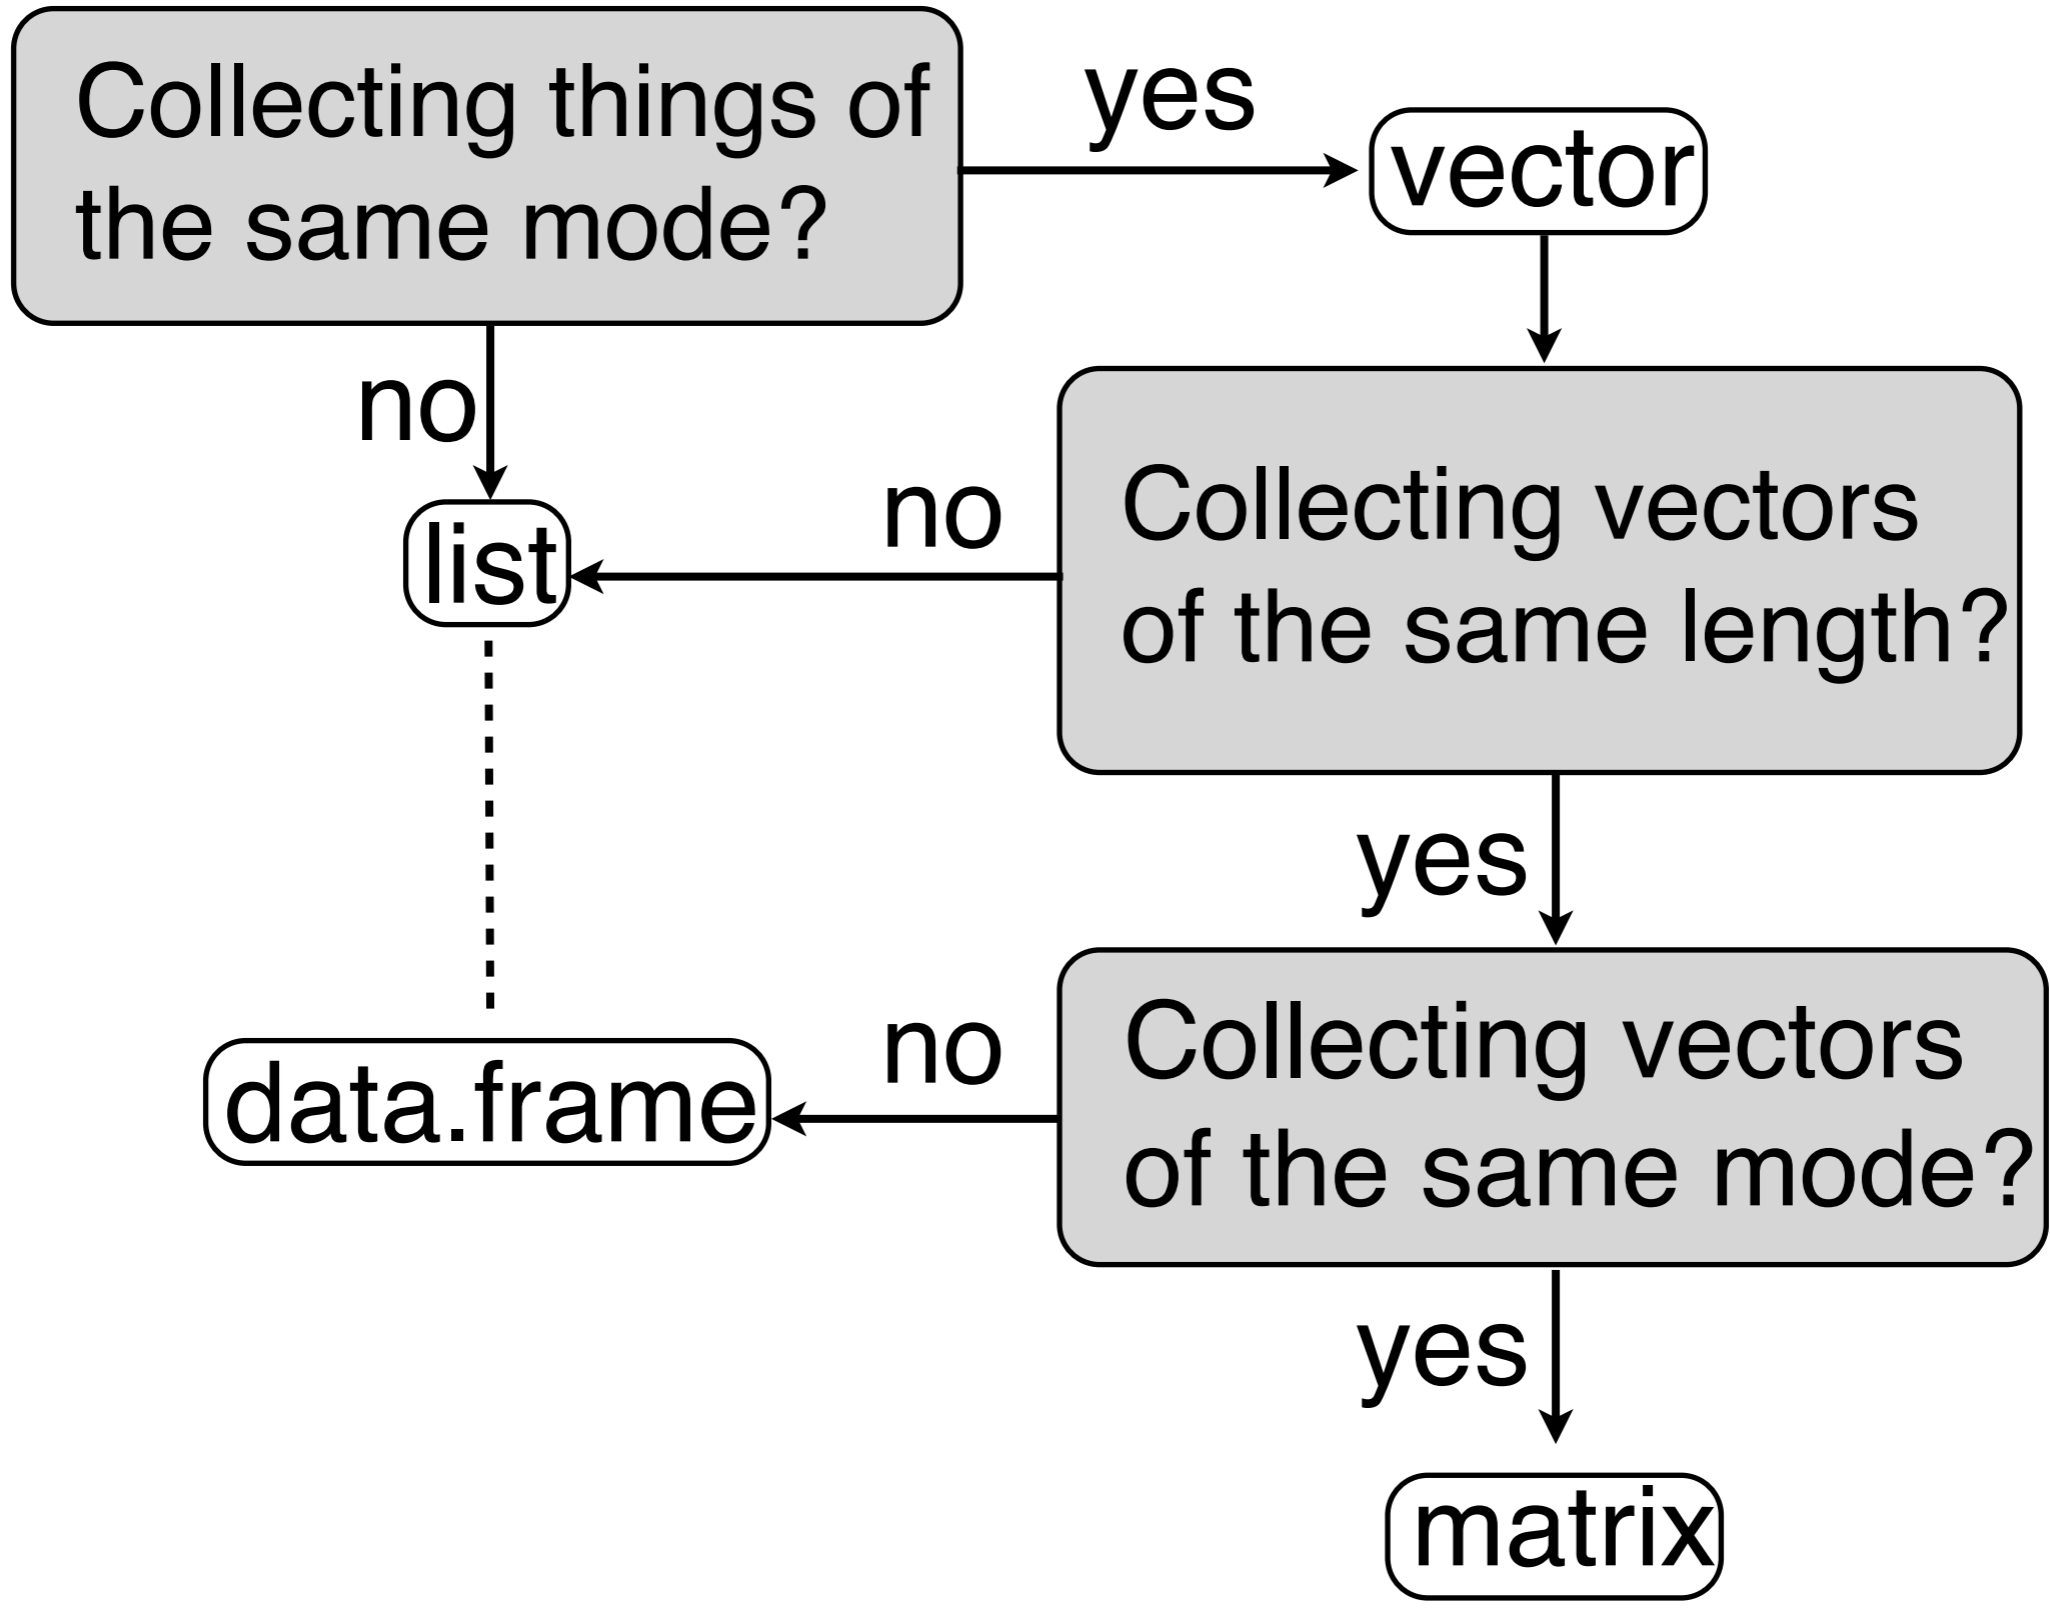 Collecting things of
the same mode?
yes
vector
no
list
no
Collecting vectors
of the same length?
yes
data.frame
no
Collecting vectors
of the same mode?
yes
matrix